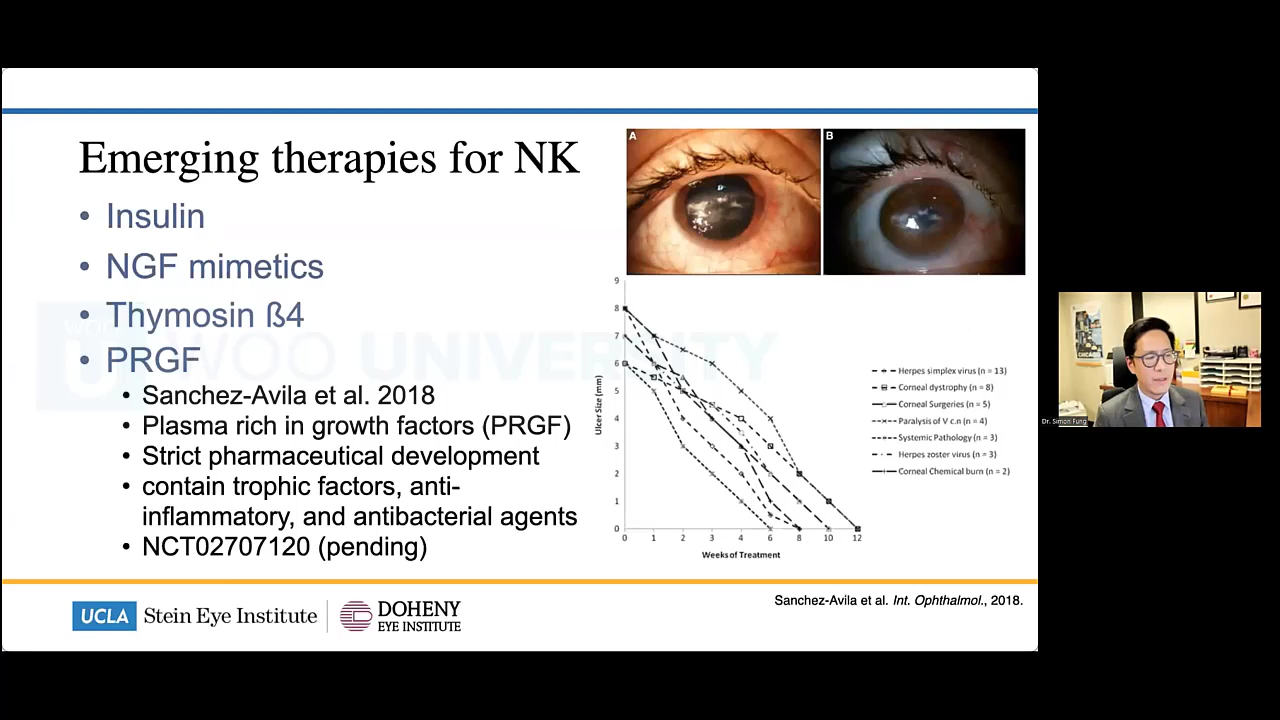 Emerging therapies for NK
• Insulin
• NGF mimetics
• Thymosin ß4
• PRGF
• Sanchez-Avila et al. 2018
• Plasma rich in growth factors (PRGF)
• Strict pharmaceutical development
• contain trophic factors, anti-
inflammatory, and antibacterial agents
• NCT02707120 (pending)
WOO UNIVERSITY
A
B
Ulcer Size (mm)
9
8
7
6
5
4
3
2
1
0
0 1 2 3 4 6 8 10 12
Weeks of Treatment
Herpes simplex virus (n = 13)
Corneal dystrophy (n = 8)
Corneal Surgeries (n = 5)
Paralysis of V c.n (n = 4)
Systemic Pathology (n = 3)
Herpes zoster virus (n = 3)
Corneal Chemical burn (n = 2)
Sanchez-Avila et al. Int. Ophthalmol., 2018.
UCLA Stein Eye Institute
DOHENY
EYE INSTITUTE
Dr. Simon Fung
CHICAGO